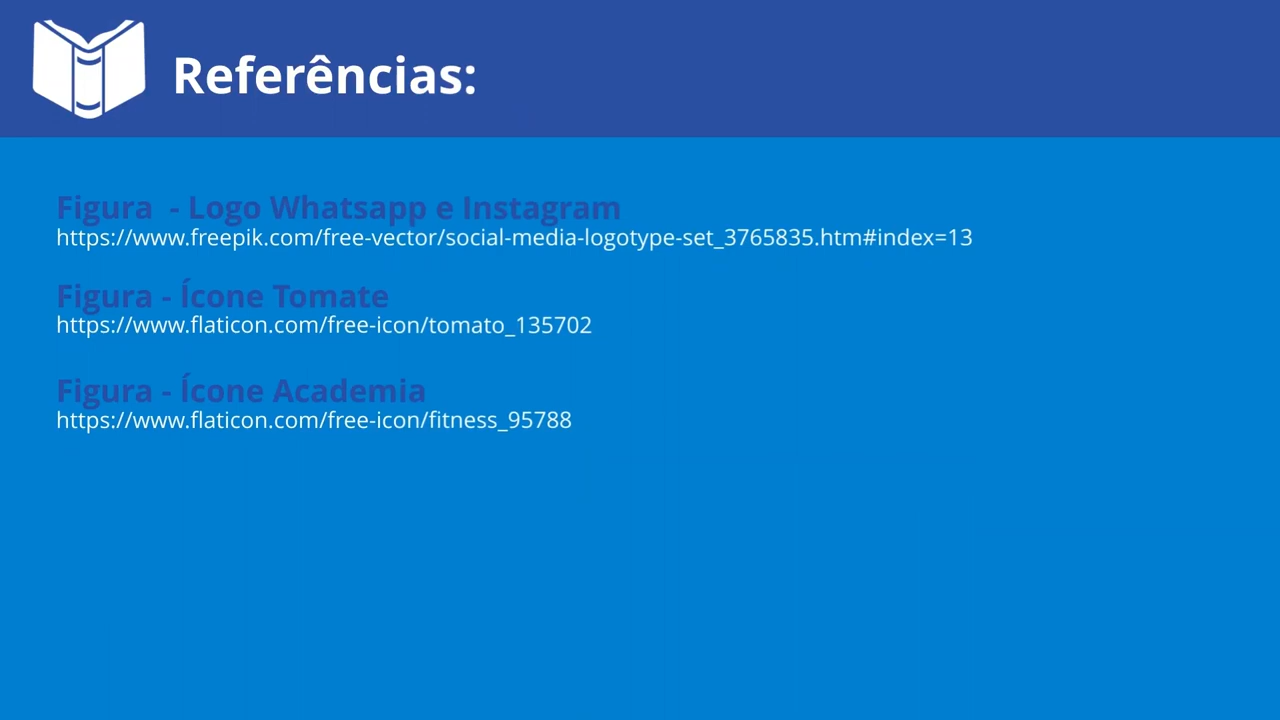 Referências:
Figura  - Logo Whatsapp e Instagram
https://www.freepik.com/free-vector/social-media-logotype-set_3765835.htm#index=13
Figura - Ícone Tomate
https://www.flaticon.com/free-icon/tomato_135702
Figura - Ícone Academia
https://www.flaticon.com/free-icon/fitness_95788